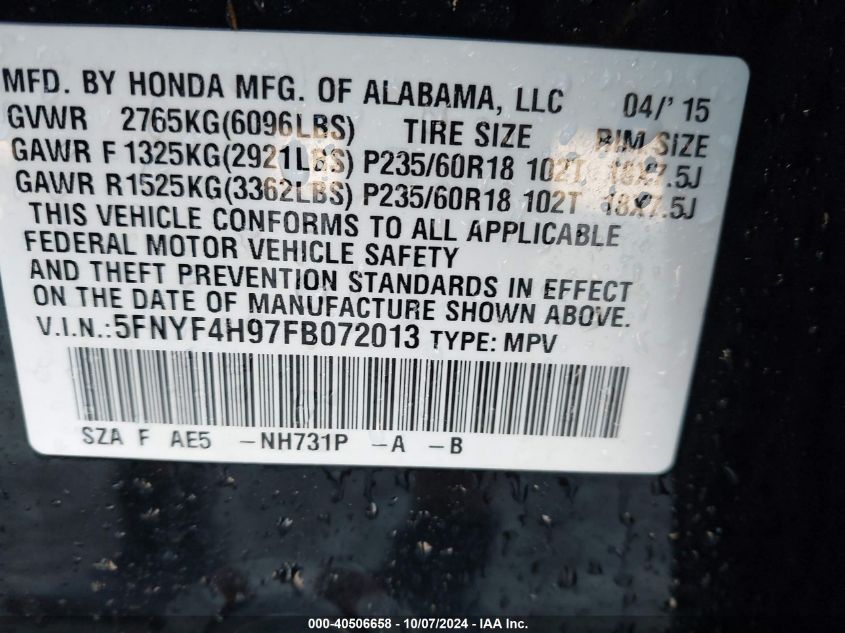 MFD. BY HONDA MFG. OF ALABAMA, LLC 04/' 15
GVWR 2765KG(6096LBS) TIRE SIZE RIM SIZE
GAWR F 1325KG(2921LBS) P235/60R18 102T 18X7.5J
GAWR R1525KG(3362LBS) P235/60R18 102T 18X7.5J
THIS VEHICLE CONFORMS TO ALL APPLICABLE
FEDERAL MOTOR VEHICLE SAFETY
AND THEFT PREVENTION STANDARDS IN EFFECT
ON THE DATE OF MANUFACTURE SHOWN ABOVE.
V.I.N.:5FNYF4H97FB072013 TYPE: MPV
SZA F AE5 -NH731P -A -B
000-40506658 - 10/07/2024 - IAA Inc.